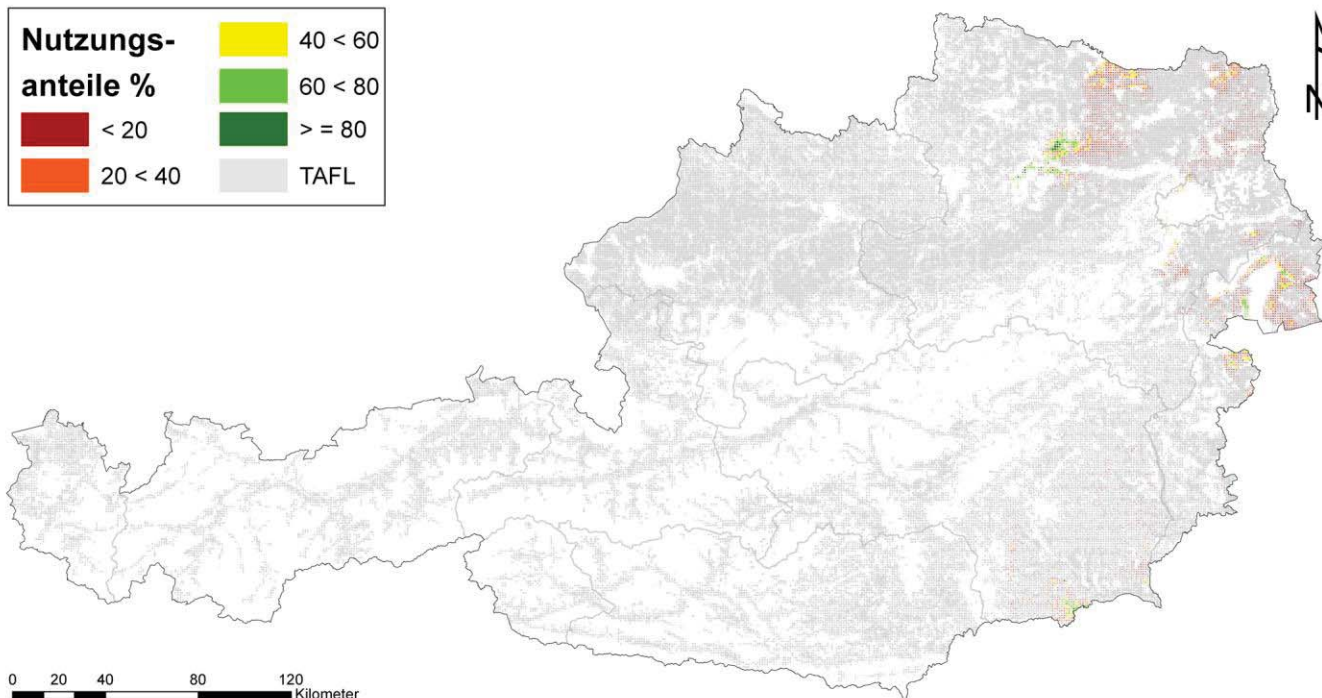 Nutzungs-
anteile %
< 20
20 < 40
40 < 60
60 < 80
> = 80
TAFL
N
0 20 40 80 120
Kilometer